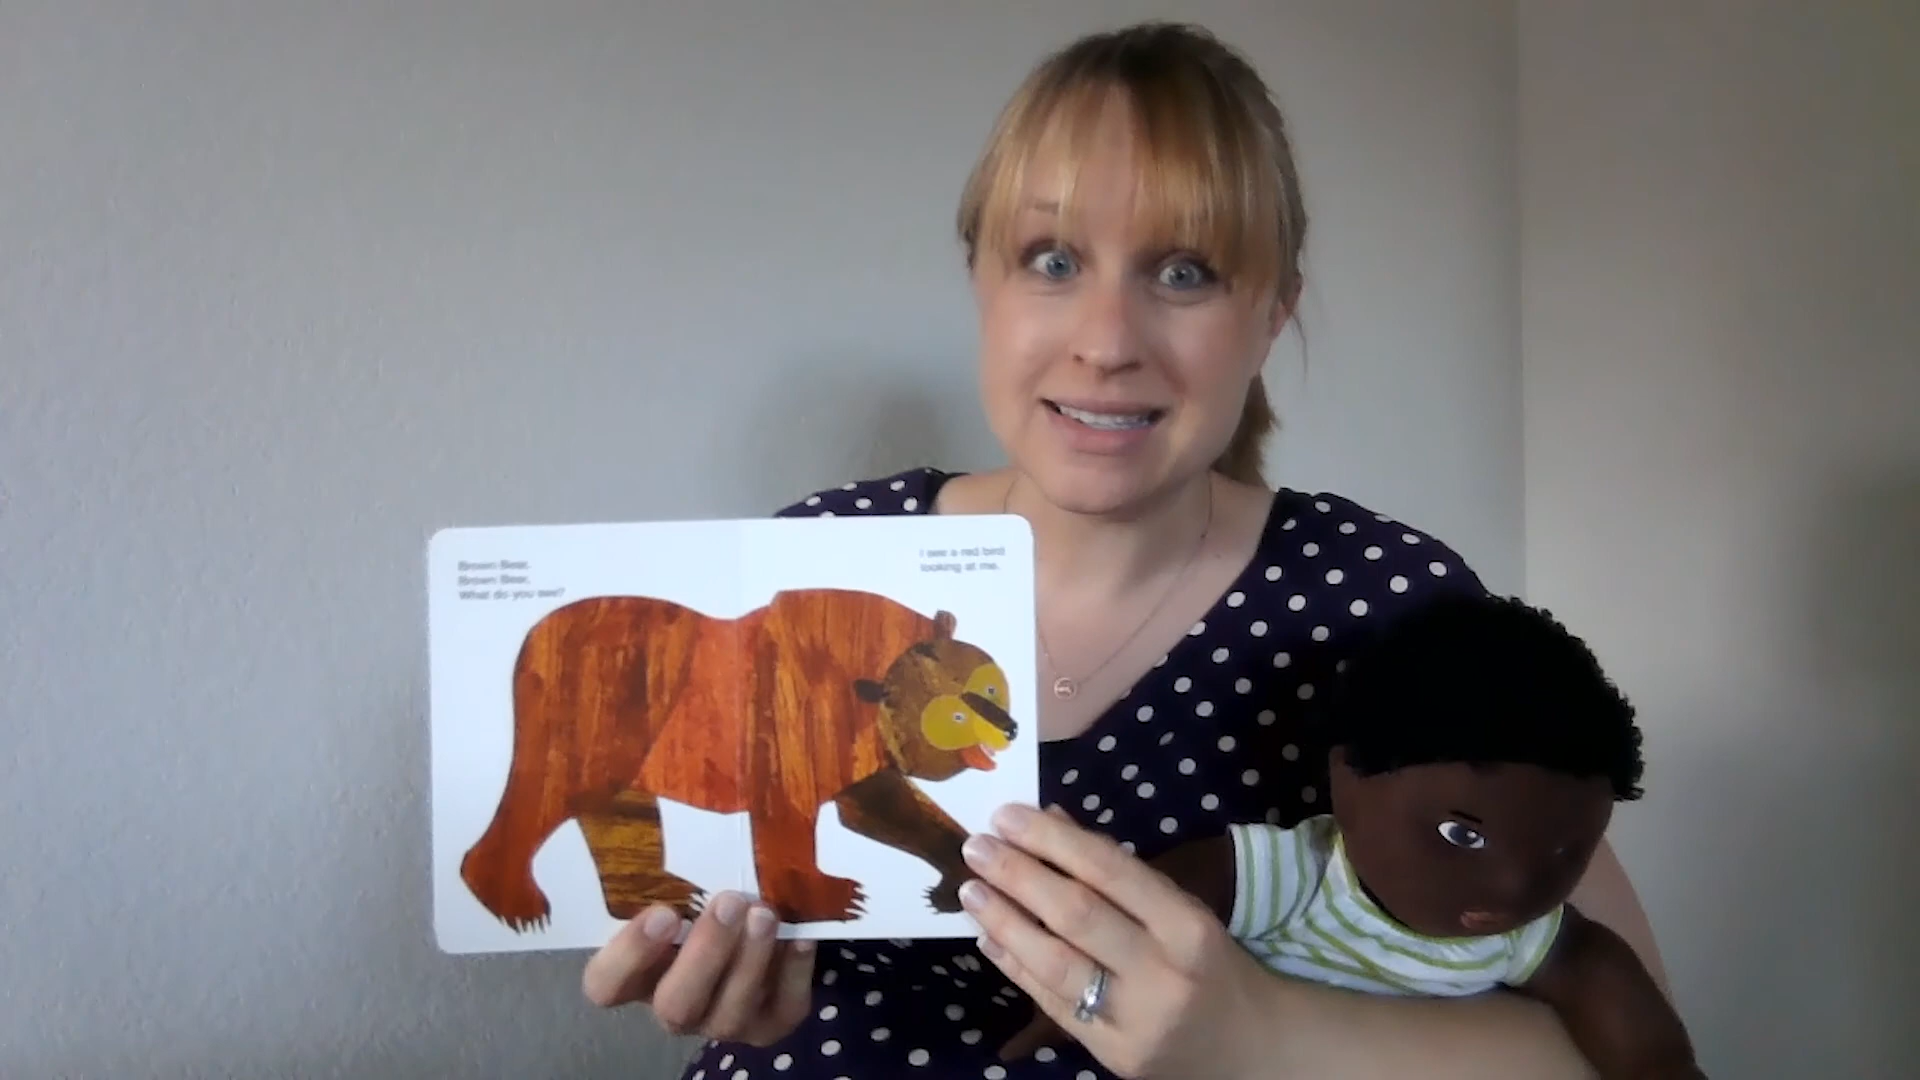 Brown Bear,
Brown Bear,
What do you see?
I see a red bird
looking at me.